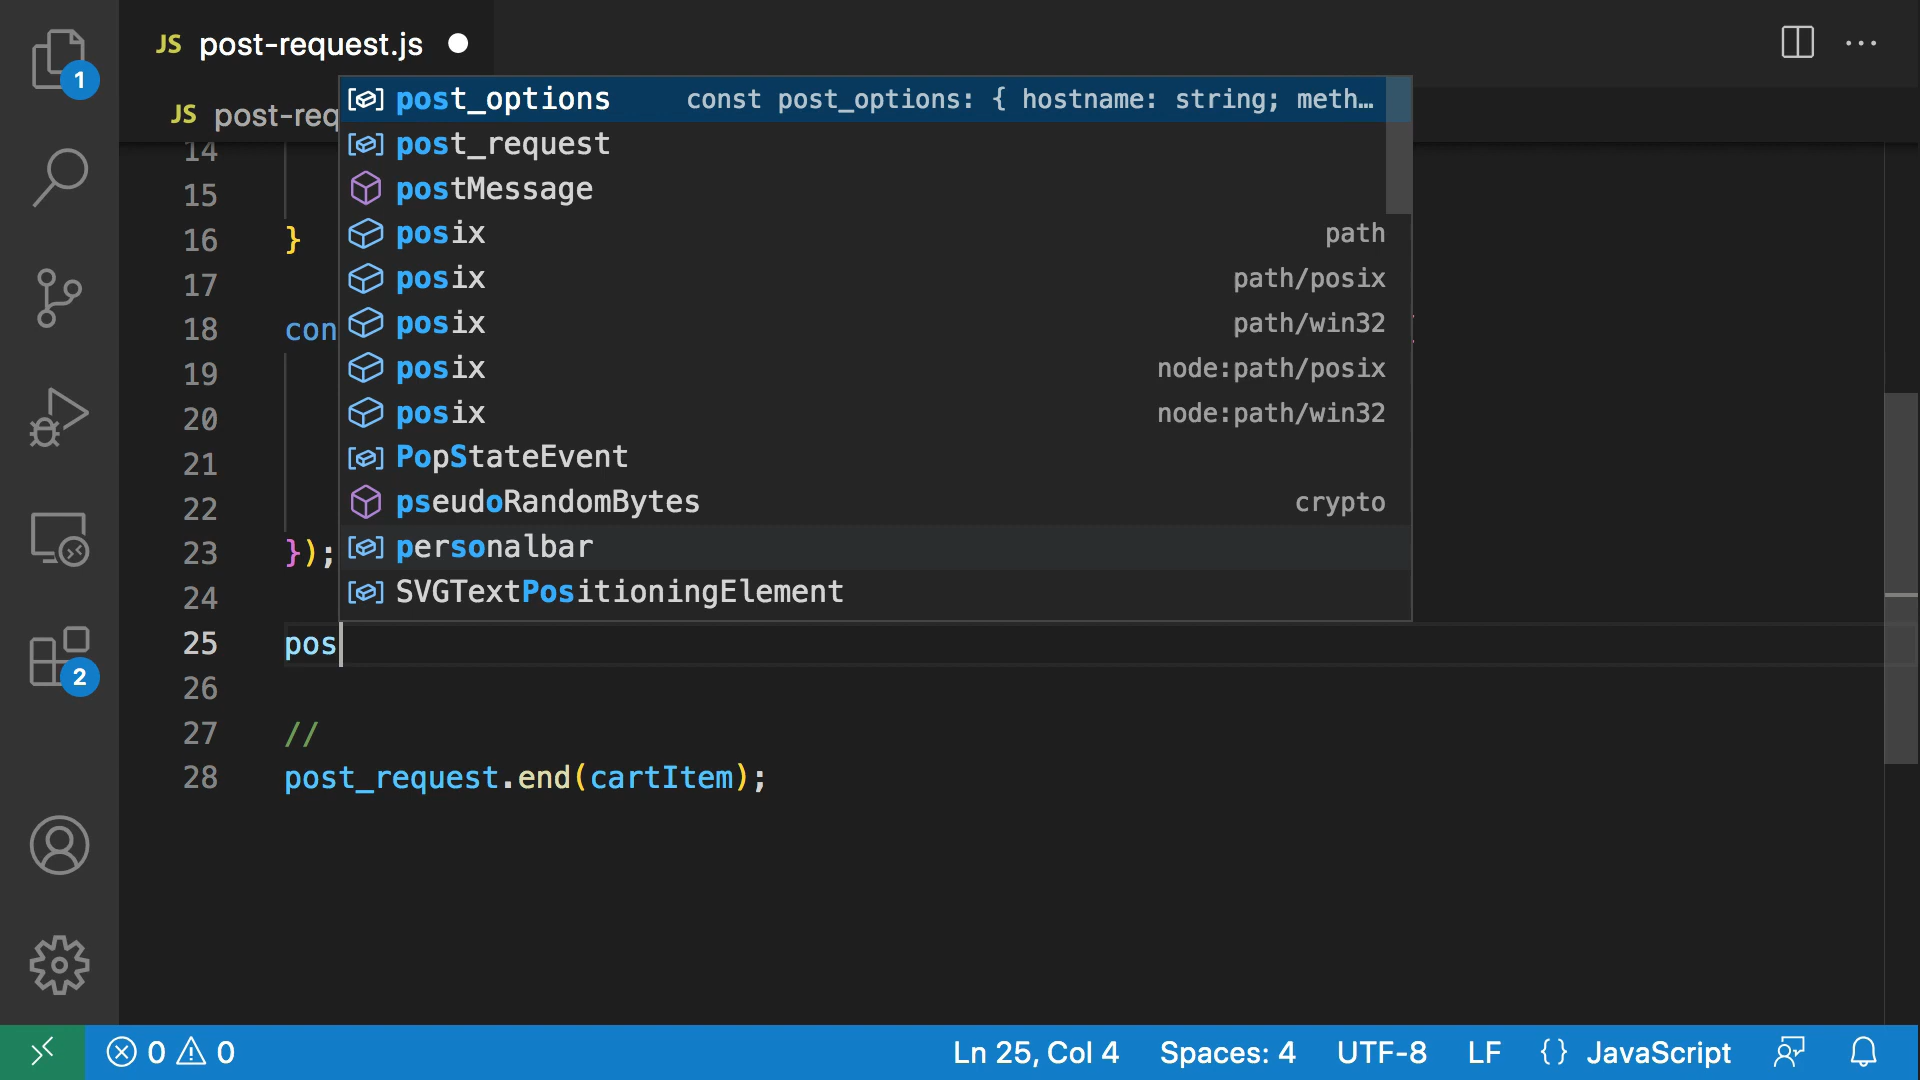 1
JS post-request.js
JS post-req
post_options const post_options: { hostname: string; meth…
post_request
postMessage
posix path
posix path/posix
posix path/win32
posix node:path/posix
posix node:path/win32
PopStateEvent
pseudoRandomBytes crypto
personalbar
SVGTextPositioningElement
14
15
16 }
17
18 con
19
20
21
22
23 });
24
25 pos
26
27 //
28 post_request.end(cartItem);
2
0 0 Ln 25, Col 4 Spaces: 4 UTF-8 LF {} JavaScript